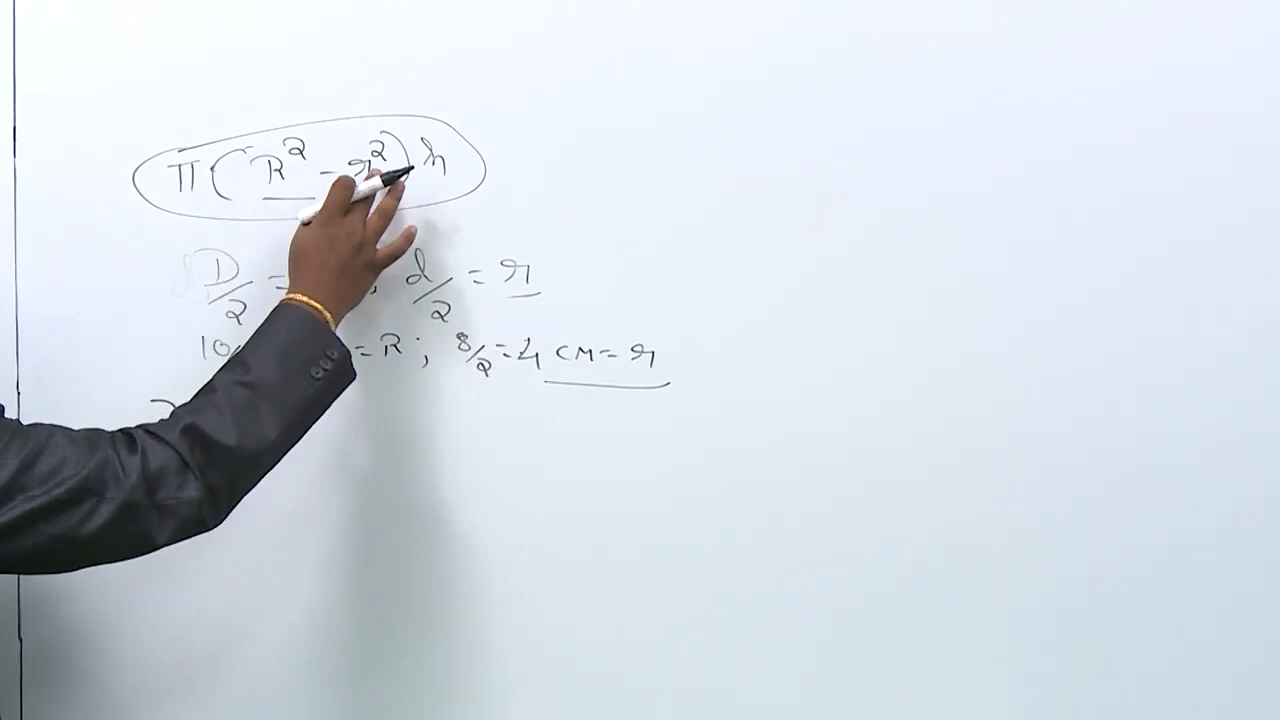 π(R² - r²)h
D/2 = , d/2 = r
10/ = R ; 8/2 = 4 cm = r